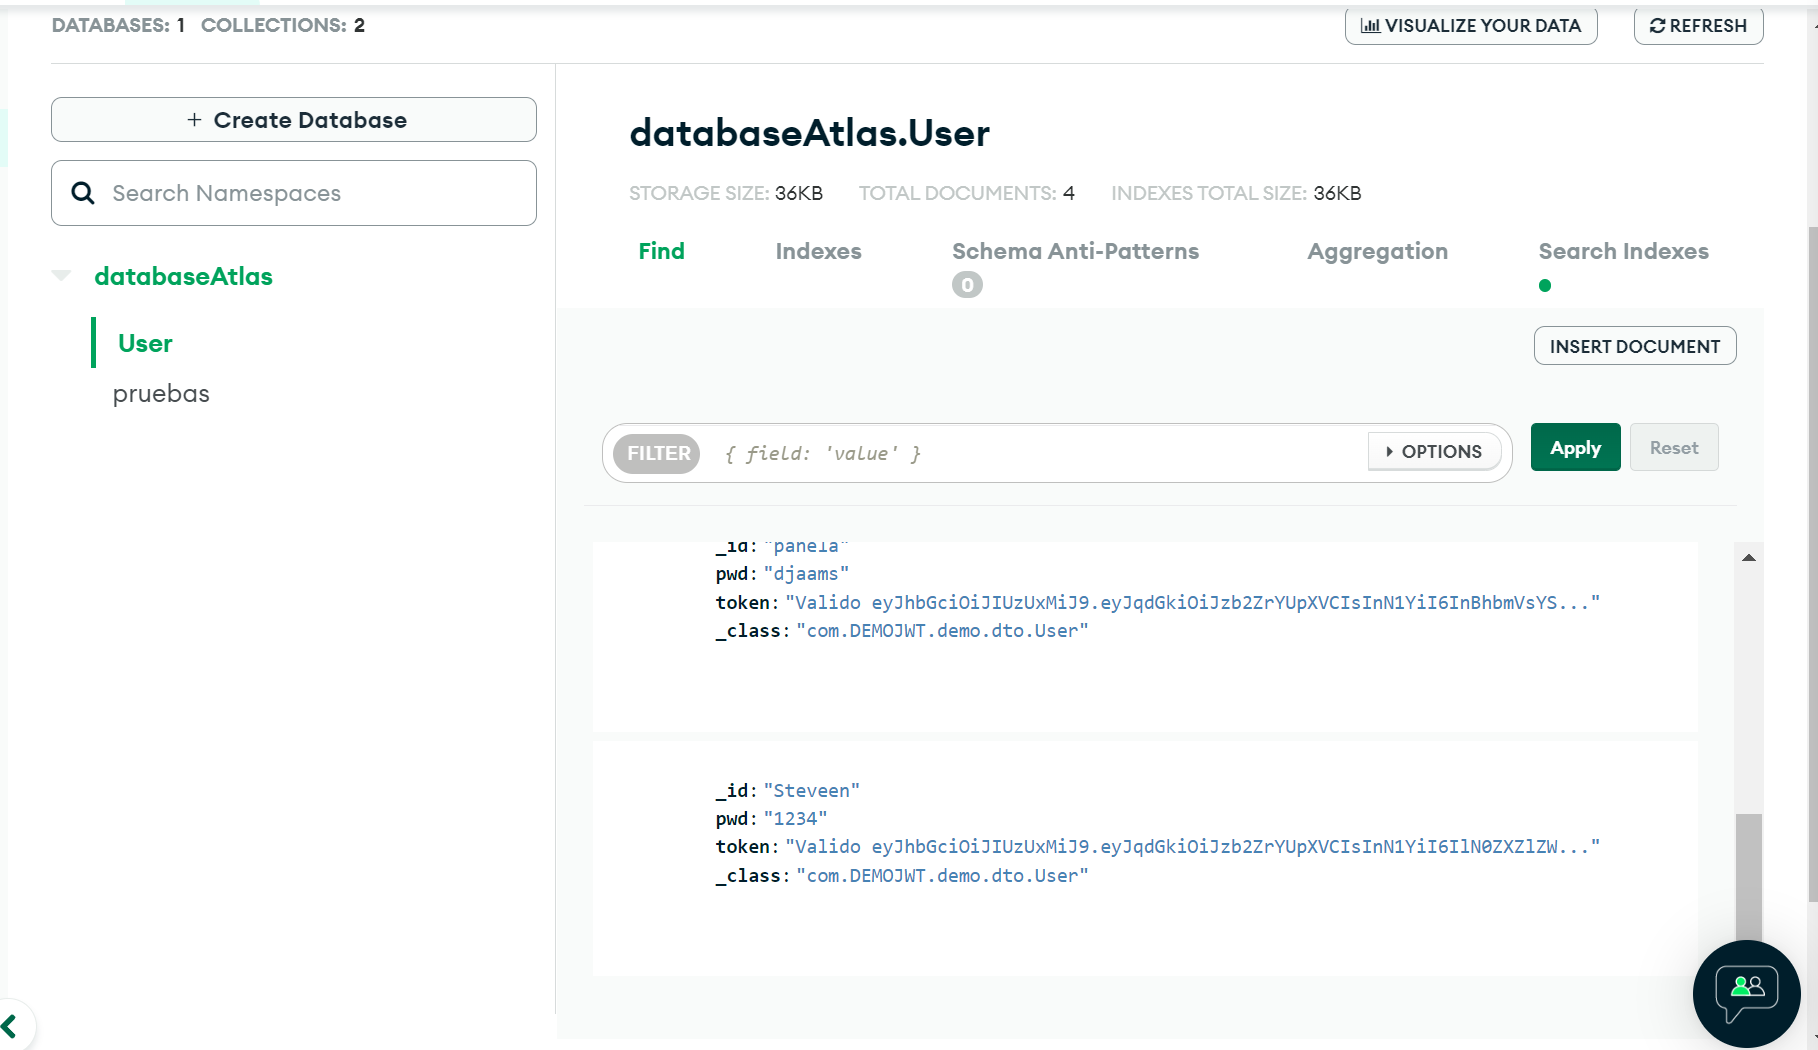 DATABASES: 1 COLLECTIONS: 2
VISUALIZE YOUR DATA
REFRESH
+ Create Database
Search Namespaces
databaseAtlas
User
pruebas
databaseAtlas.User
STORAGE SIZE: 36KB TOTAL DOCUMENTS: 4 INDEXES TOTAL SIZE: 36KB
Find Indexes Schema Anti-Patterns Aggregation Search Indexes
0
INSERT DOCUMENT
FILTER { field: 'value' } OPTIONS Apply Reset
_id: "panela"
pwd: "djaams"
token: "Valido eyJhbGciOiJIUzUxMiJ9.eyJqdGkiOiJzb2ZrYUpXVCIsInN1YiI6InBhbmVsYS..."
_class: "com.DEMOJWT.demo.dto.User"
_id: "Steveen"
pwd: "1234"
token: "Valido eyJhbGciOiJIUzUxMiJ9.eyJqdGkiOiJzb2ZrYUpXVCIsInN1YiI6IlN0ZXZlZW..."
_class: "com.DEMOJWT.demo.dto.User"